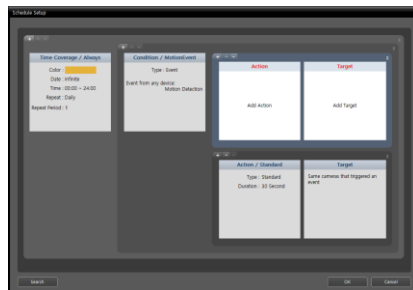 Schedule Setup
Time Coverage / Always
Color :
Date : Infinite
Time : 00:00 ~ 24:00
Repeat : Daily
Repeat Period : 1
Condition / MotionEvent
Type : Event
Event from any device:
Motion Detection
Action
Add Action
Target
Add Target
Action / Standard
Type : Standard
Duration : 30 Second
Target
Same cameras that triggered an
event
Search
OK
Cancel